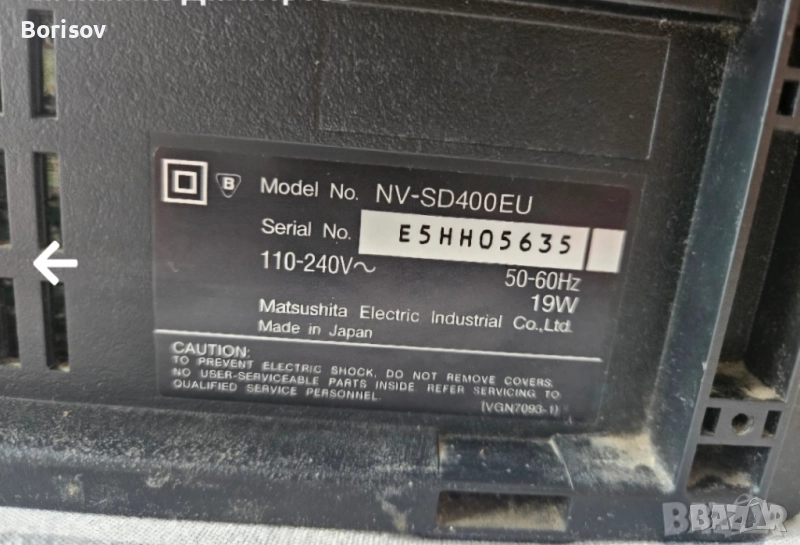 Borisov
B
Model No. NV-SD400EU
Serial No. E5HH05635
110-240V~ 50-60Hz
19W
Matsushita Electric Industrial Co.,Ltd.
Made in Japan
CAUTION:
TO PREVENT ELECTRIC SHOCK, DO NOT REMOVE COVERS.
NO USER-SERVICEABLE PARTS INSIDE. REFER SERVICING TO
QUALIFIED SERVICE PERSONNEL.
(VGN7093-1)
BAZAR